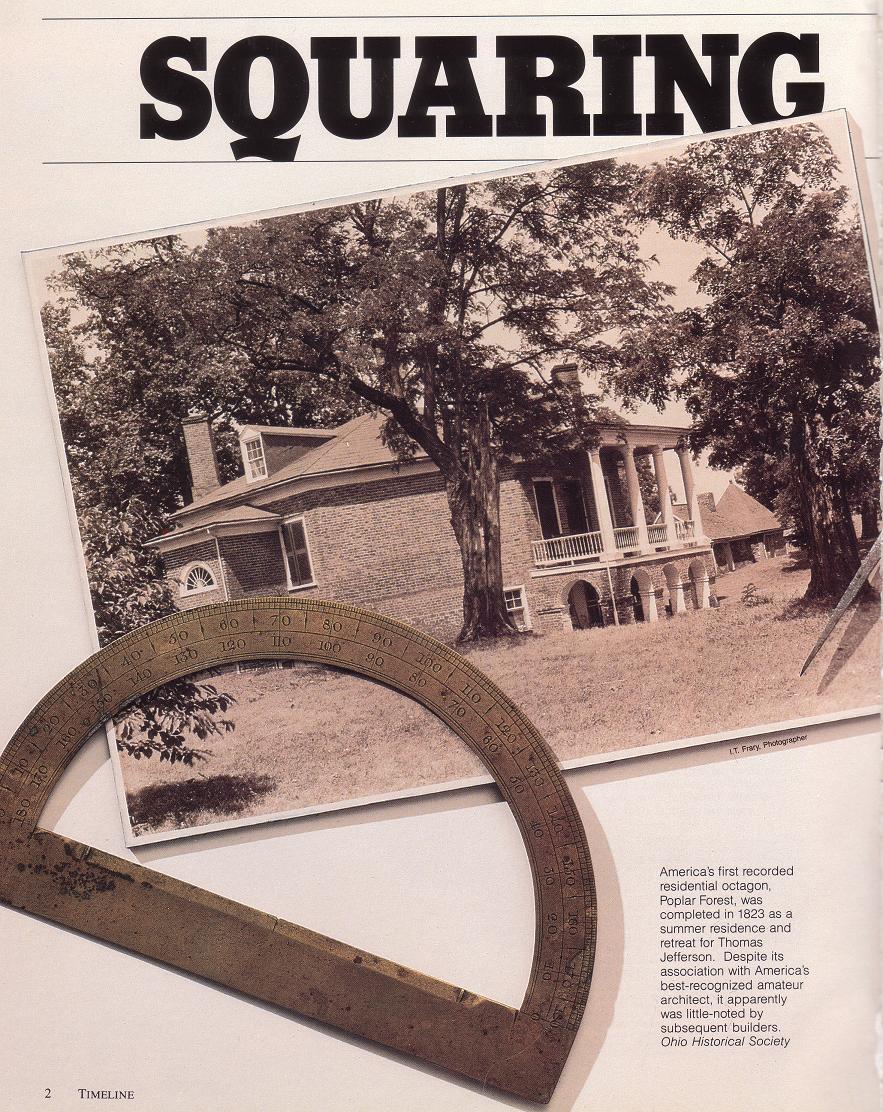 SQUARING
I.T. Frary, Photographer
America's first recorded
residential octagon,
Poplar Forest, was
completed in 1823 as a
summer residence and
retreat for Thomas
Jefferson. Despite its
association with America's
best-recognized amateur
architect, it apparently
was little-noted by
subsequent builders.
Ohio Historical Society
2 TIMELINE